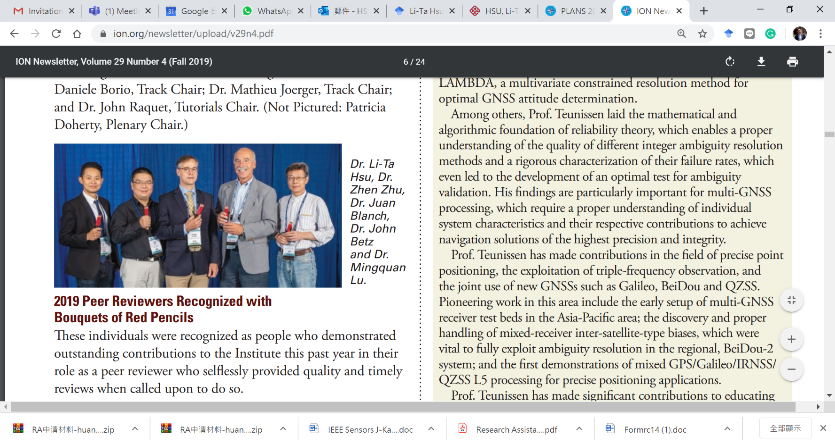 Invitation
(1) Meeti
Google E
WhatsAp
郵件 - HS
Li-Ta Hsu
HSU, Li-T
PLANS 20
ION New
ion.org/newsletter/upload/v29n4.pdf
ION Newsletter, Volume 29 Number 4 (Fall 2019)
6 / 24
Daniele Borio, Track Chair; Dr. Mathieu Joerger, Track Chair;
and Dr. John Raquet, Tutorials Chair. (Not Pictured: Patricia
Doherty, Plenary Chair.)
Dr. Li-Ta
Hsu, Dr.
Zhen Zhu,
Dr. Juan
Blanch,
Dr. John
Betz
and Dr.
Mingquan
Lu.
2019 Peer Reviewers Recognized with
Bouquets of Red Pencils
These individuals were recognized as people who demonstrated
outstanding contributions to the Institute this past year in their
role as a peer reviewer who selflessly provided quality and timely
reviews when called upon to do so.
LAMBDA, a multivariate constrained resolution method for
optimal GNSS attitude determination.
Among others, Prof. Teunissen laid the mathematical and
algorithmic foundation of reliability theory, which enables a proper
understanding of the quality of different integer ambiguity resolution
methods and a rigorous characterization of their failure rates, which
even led to the development of an optimal test for ambiguity
validation. His findings are particularly important for multi-GNSS
processing, which require a proper understanding of individual
system characteristics and their respective contributions to achieve
navigation solutions of the highest precision and integrity.
Prof. Teunissen has made contributions in the field of precise point
positioning, the exploitation of triple-frequency observation, and
the joint use of new GNSSs such as Galileo, BeiDou and QZSS.
Pioneering work in this area include the early setup of multi-GNSS
receiver test beds in the Asia-Pacific area; the discovery and proper
handling of mixed-receiver inter-satellite-type biases, which were
vital to fully exploit ambiguity resolution in the regional, BeiDou-2
system; and the first demonstrations of mixed GPS/Galileo/IRNSS/
QZSS L5 processing for precise positioning applications.
Prof. Teunissen has made significant contributions to educating
RA申请材料-huan....zip
RA申请材料-huan....zip
IEEE Sensors J-Ka....doc
Research Assista....pdf
Formrc14 (1).doc
全部顯示